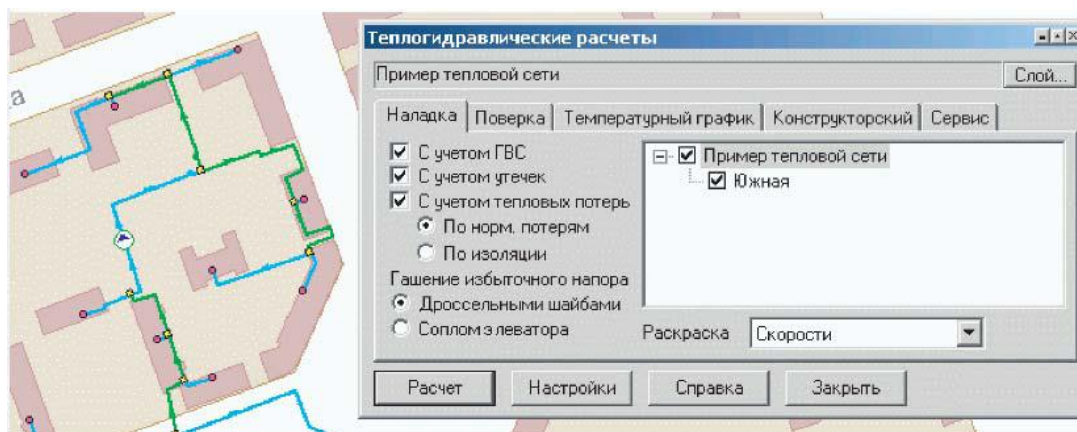 а
Теплогидравлические расчеты
Пример тепловой сети
Слой...
Наладка Поверка Температурный график Конструкторский Сервис
С учетом ГВС
С учетом утечек
С учетом тепловых потерь
По норм. потерям
По изоляции
Гашение избыточного напора
Дроссельными шайбами
Соплом элеватора
Пример тепловой сети
Южная
Раскраска Скорости
Расчет Настройки Справка Закрыть